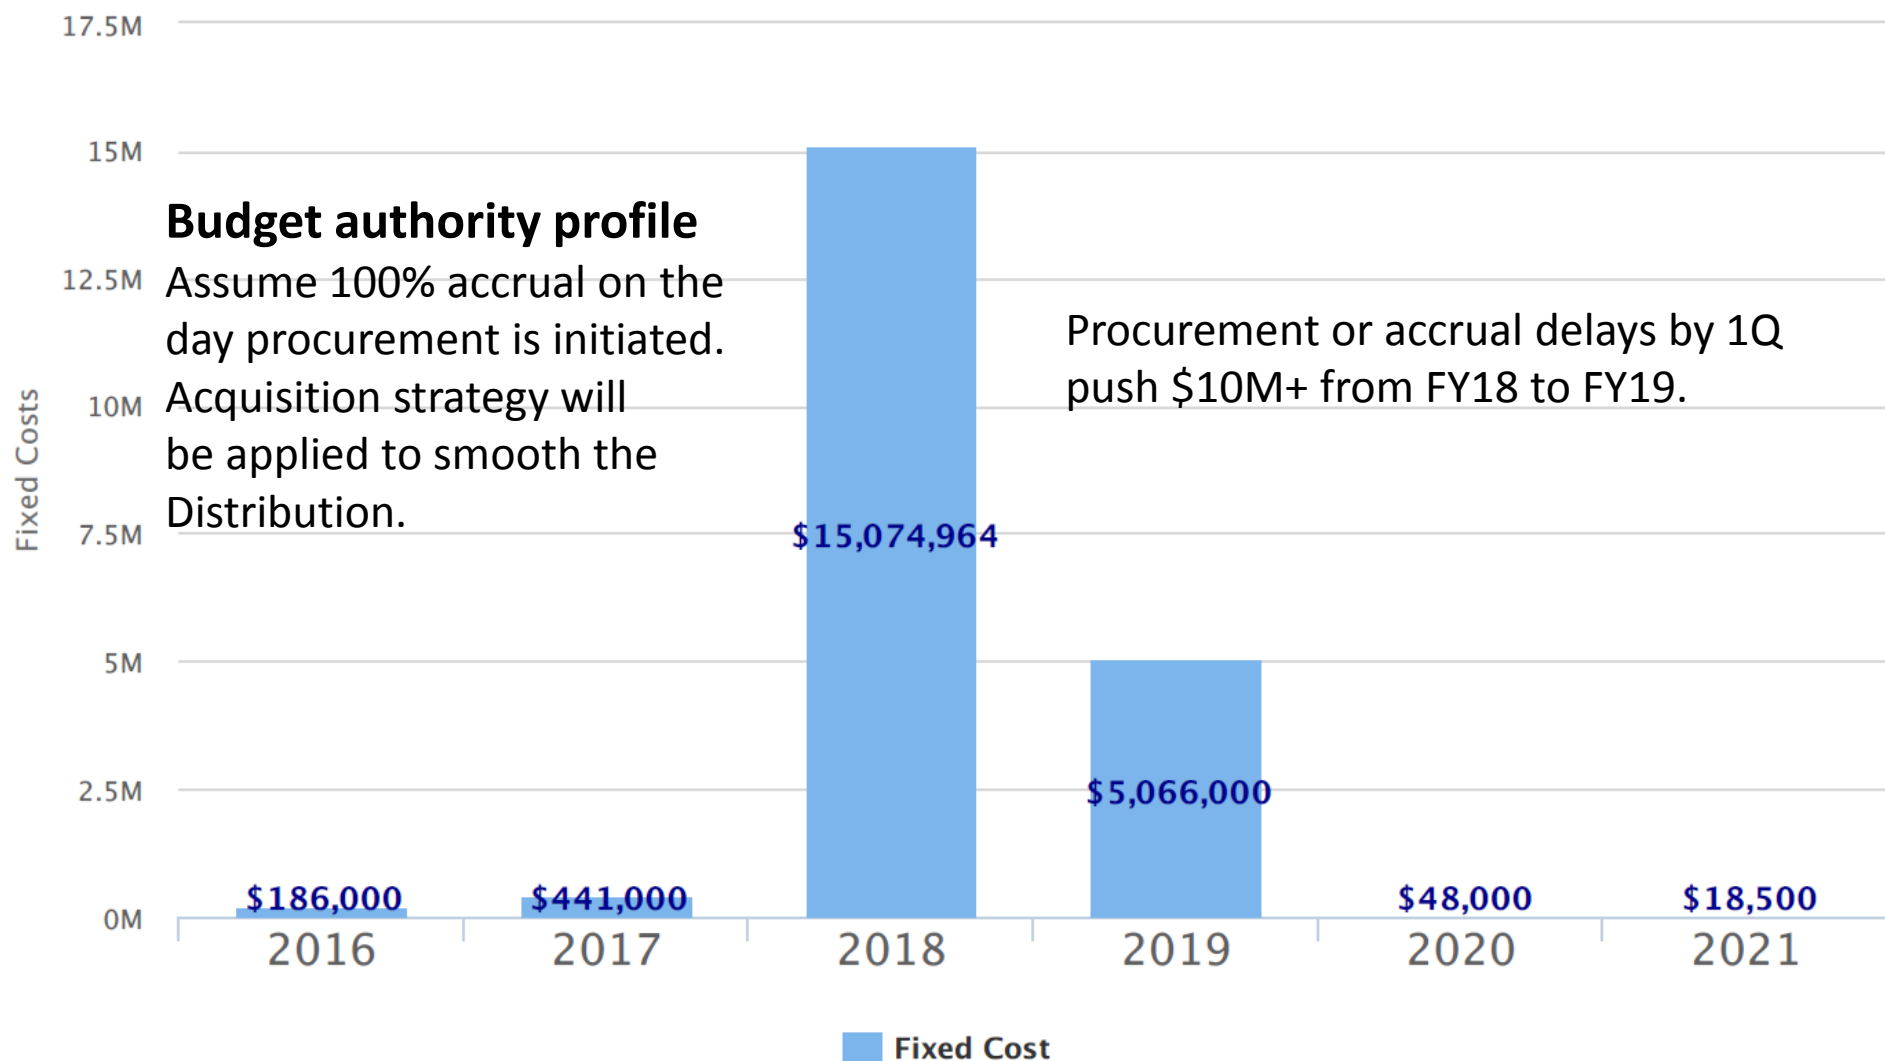 17.5M
15M
12.5M
10M
7.5M
5M
2.5M
0M
Fixed Costs
Budget authority profile
Assume 100% accrual on the
day procurement is initiated.
Acquisition strategy will
be applied to smooth the
Distribution.
Procurement or accrual delays by 1Q
push $10M+ from FY18 to FY19.
$186,000
$441,000
$15,074,964
$5,066,000
$48,000
$18,500
2016
2017
2018
2019
2020
2021
Fixed Cost